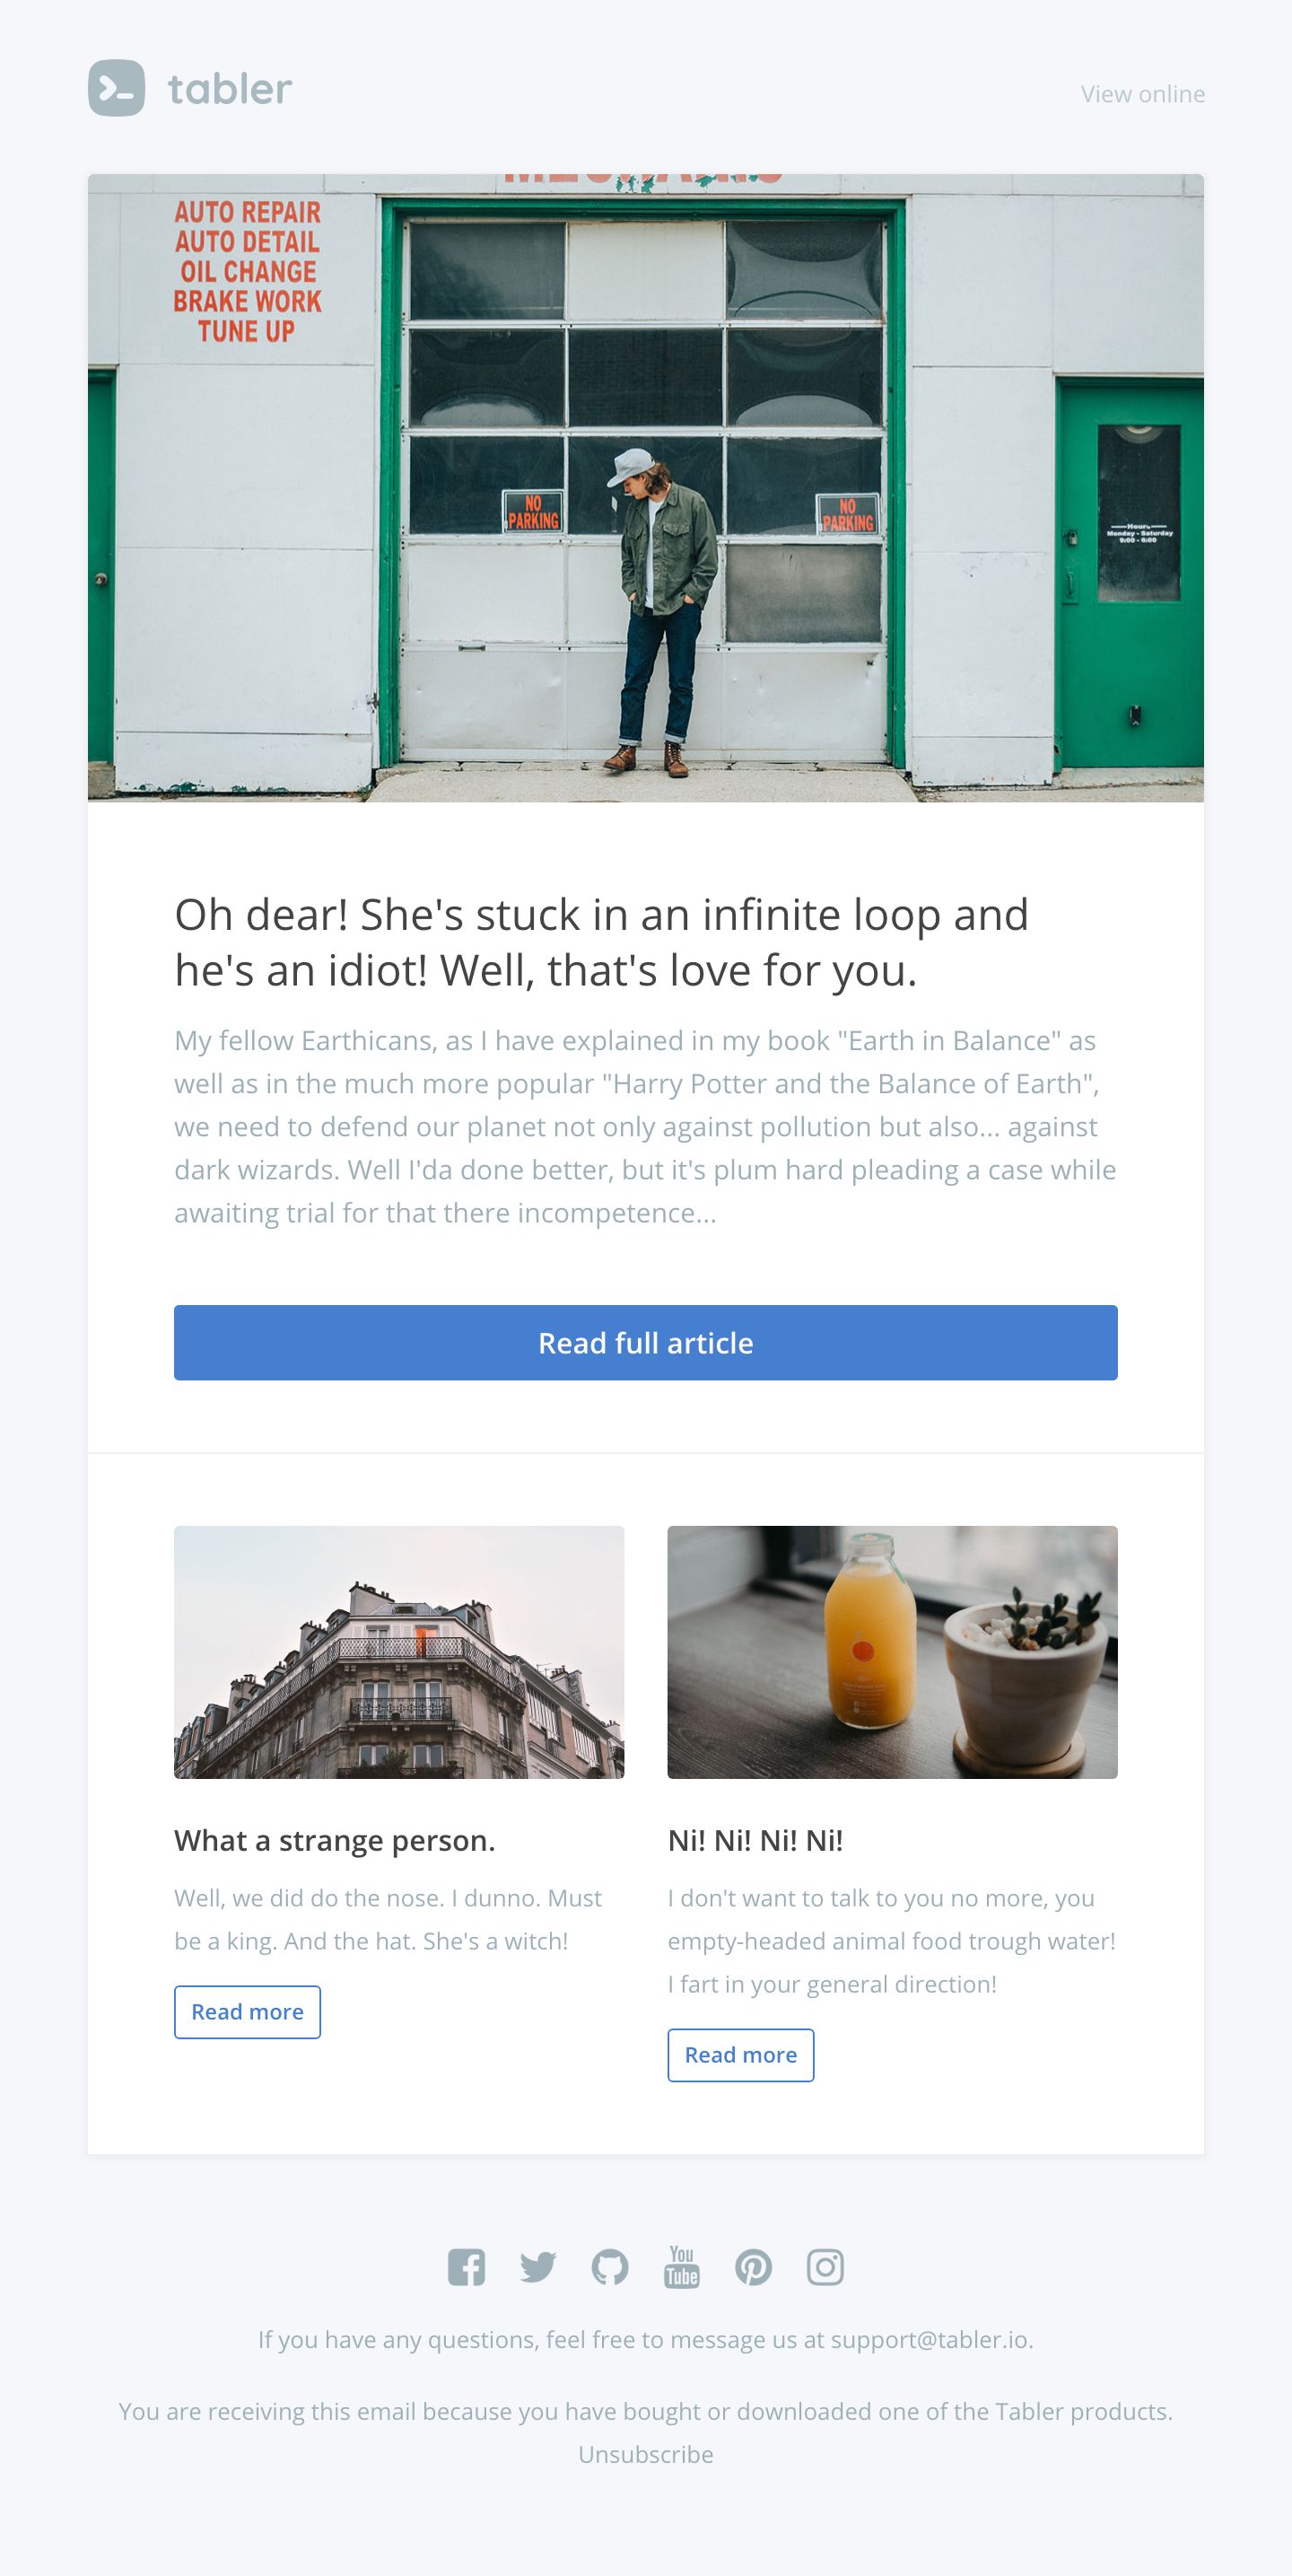 tabler
View online
AUTO REPAIR
AUTO DETAIL
OIL CHANGE
BRAKE WORK
TUNE UP
NO
PARKING
NO
PARKING
Hours
Monday - Saturday
9:00 - 6:00
Oh dear! She's stuck in an infinite loop and
he's an idiot! Well, that's love for you.
My fellow Earthicans, as I have explained in my book "Earth in Balance" as
well as in the much more popular "Harry Potter and the Balance of Earth",
we need to defend our planet not only against pollution but also... against
dark wizards. Well I'da done better, but it's plum hard pleading a case while
awaiting trial for that there incompetence...
Read full article
What a strange person.
Well, we did do the nose. I dunno. Must
be a king. And the hat. She's a witch!
Read more
Ni! Ni! Ni! Ni!
I don't want to talk to you no more, you
empty-headed animal food trough water!
I fart in your general direction!
Read more
You
Tube
If you have any questions, feel free to message us at support@tabler.io.
You are receiving this email because you have bought or downloaded one of the Tabler products.
Unsubscribe